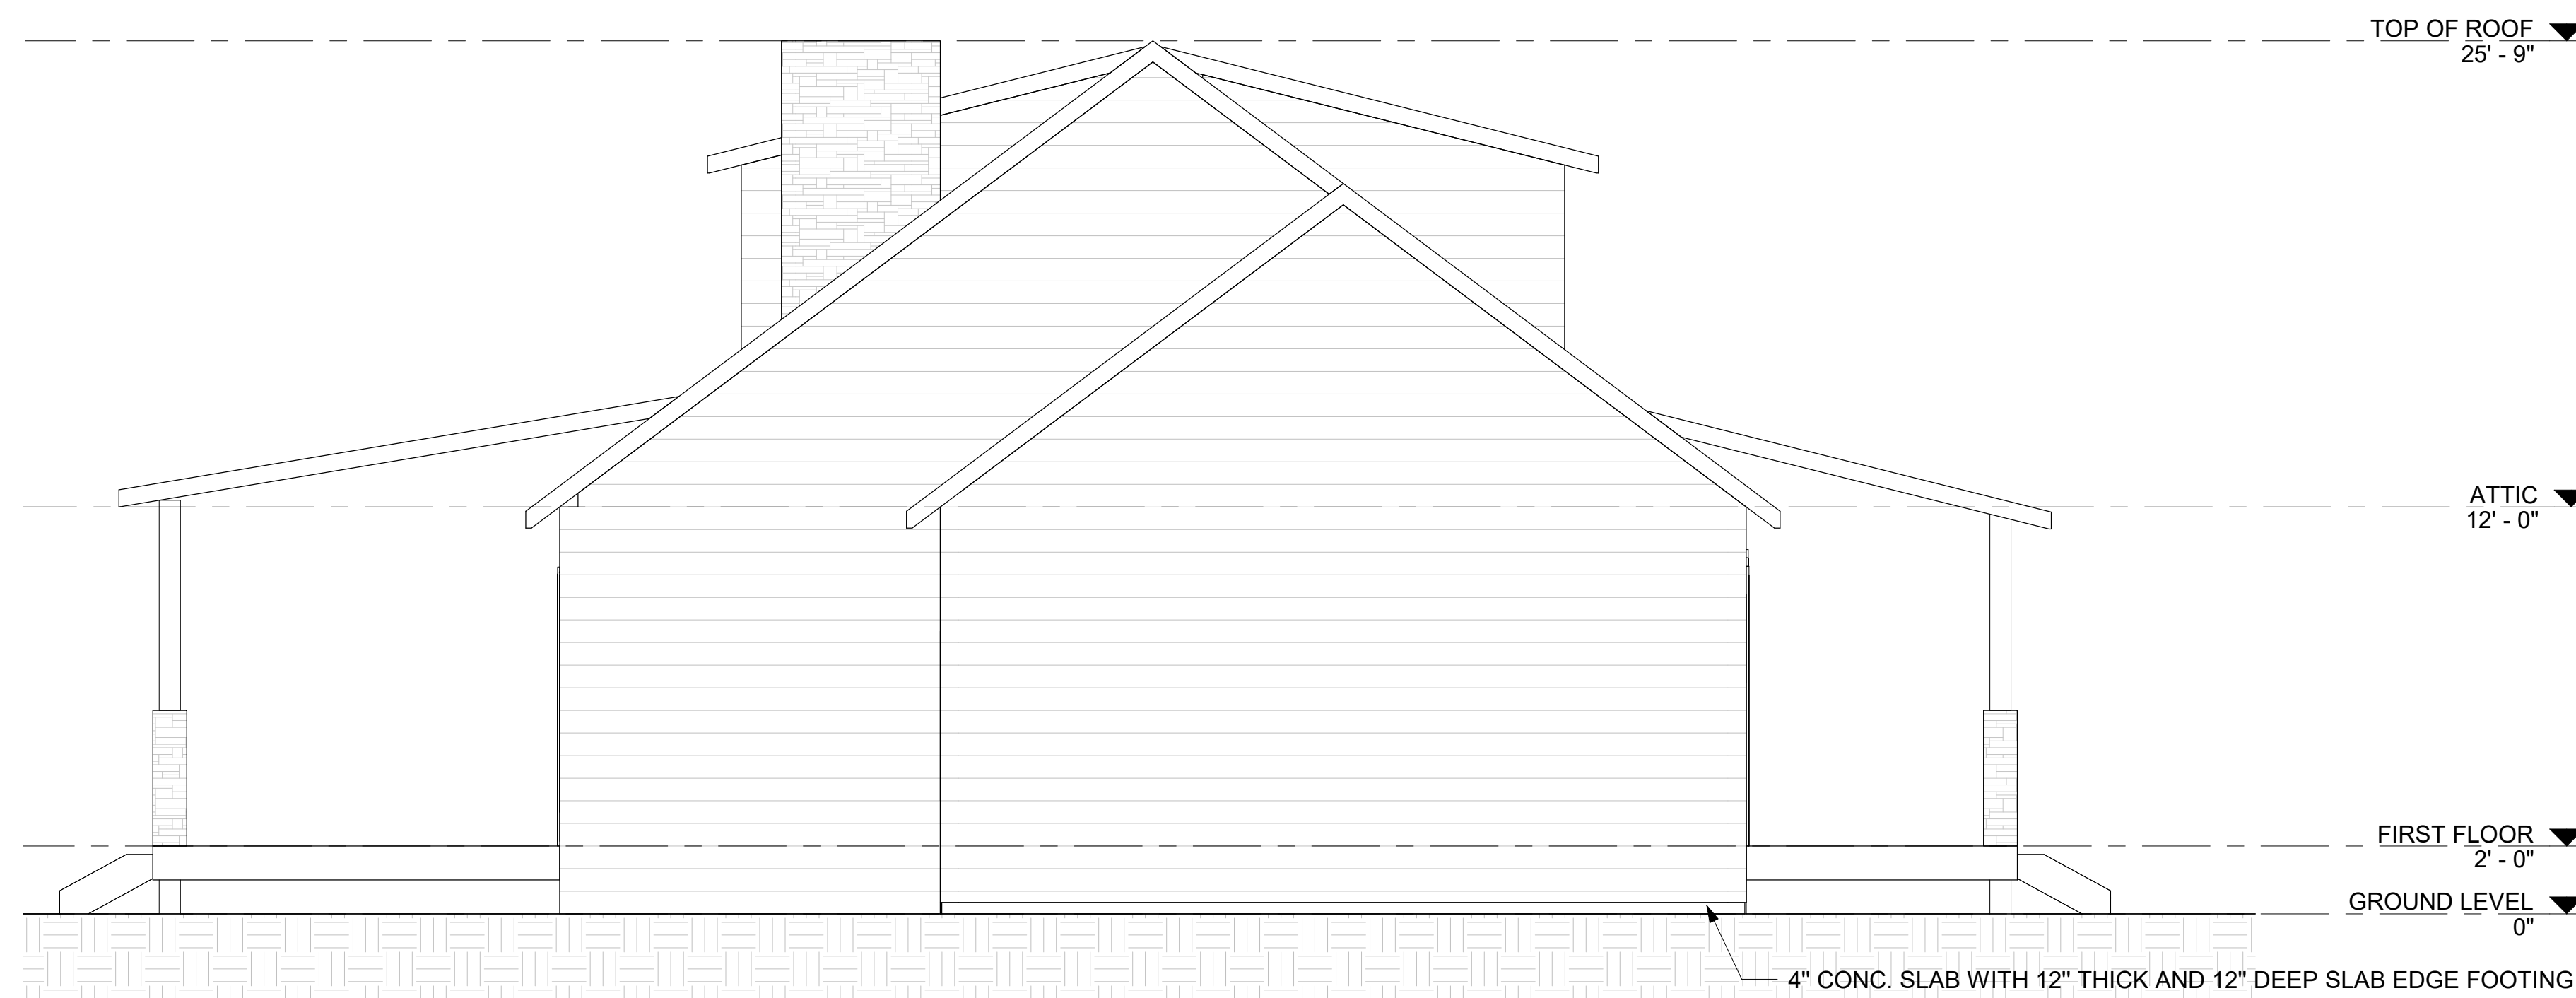 TOP OF ROOF
25' - 9"
ATTIC
12' - 0"
FIRST FLOOR
2' - 0"
GROUND LEVEL
0"
4" CONC. SLAB WITH 12" THICK AND 12" DEEP SLAB EDGE FOOTING